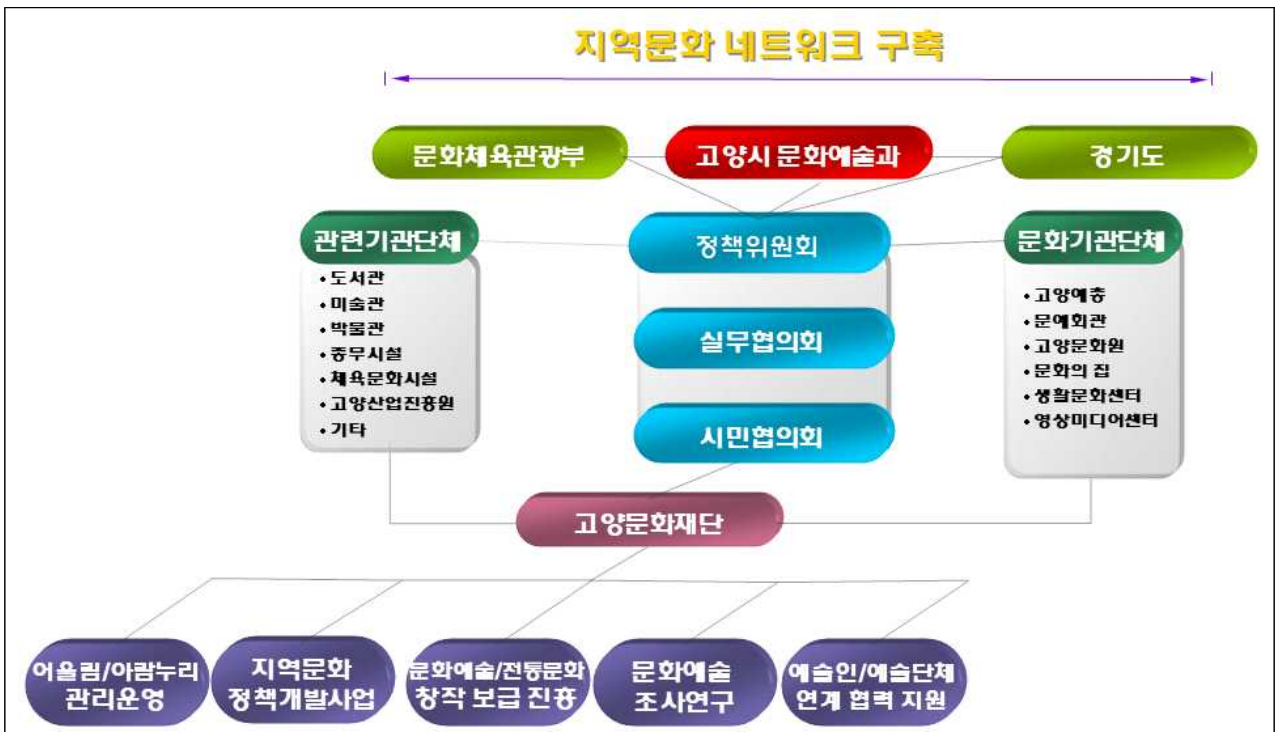 지역문화 네트워크 구축
문화체육관광부
고양시 문화예술과
경기도
관련기관단체
• 도서관
• 미술관
• 박물관
• 종무시설
• 체육문화시설
• 고양산업진흥원
• 기타
정책위원회
실무협의회
시민협의회
문화기관단체
• 고양예총
• 문예회관
• 고양문화원
• 문화의 집
• 생활문화센터
• 영상미디어센터
고양문화재단
어울림/아람누리
관리운영
지역문화
정책개발사업
문화예술/전통문화
창작 보급 진흥
문화예술
조사연구
예술인/예술단체
연계 협력 지원